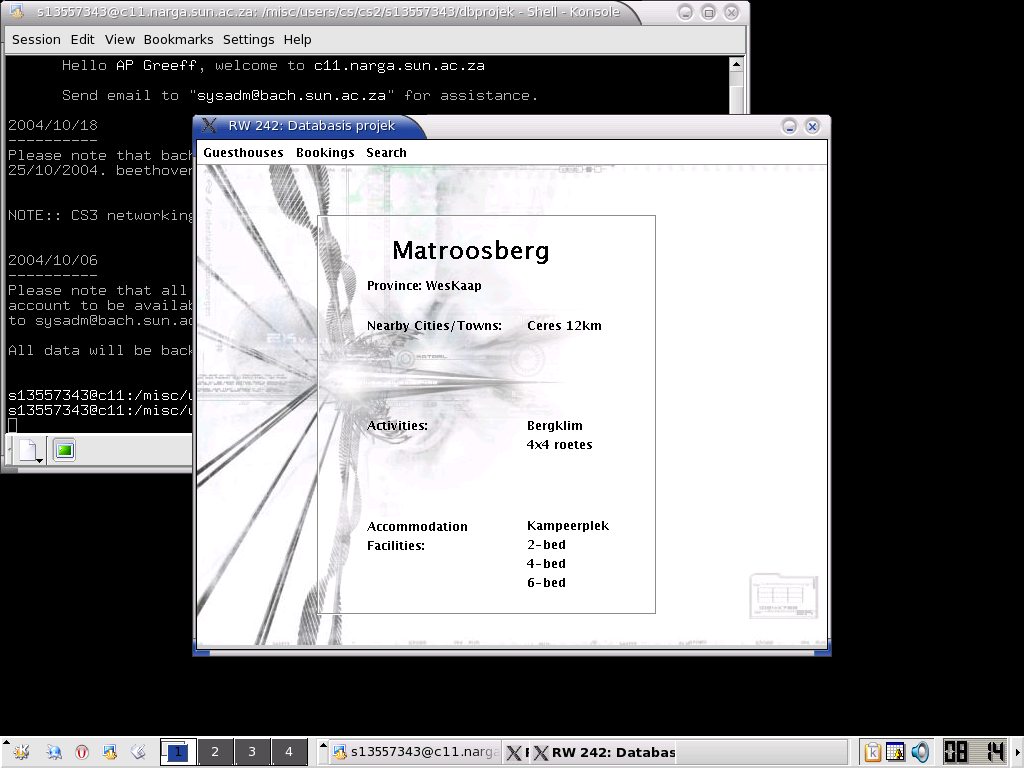 s13557343@c11.narga.sun.ac.za: /misc/users/cs/cs2/s13557343/dbprojek - Shell - Konsole
Session Edit View Bookmarks Settings Help
Hello AP Greeff, welcome to c11.narga.sun.ac.za
Send email to "sysadm@bach.sun.ac.za" for assistance.
2004/10/18
----------
Please note that bach
25/10/2004. beethoven
NOTE:: CS3 networking
2004/10/06
----------
Please note that all
account to be availab
to sysadm@bach.sun.ac
All data will be back
s13557343@c11:/misc/u
s13557343@c11:/misc/u
RW 242: Databasis projek
Guesthouses Bookings Search
Matroosberg
Province: WesKaap
Nearby Cities/Towns: Ceres 12km
Activities: Bergklim
4x4 roetes
Accommodation Kampeerplek
Facilities: 2-bed
4-bed
6-bed
1 2 3 4 s13557343@c11.narga RW 242: Databas 08 14